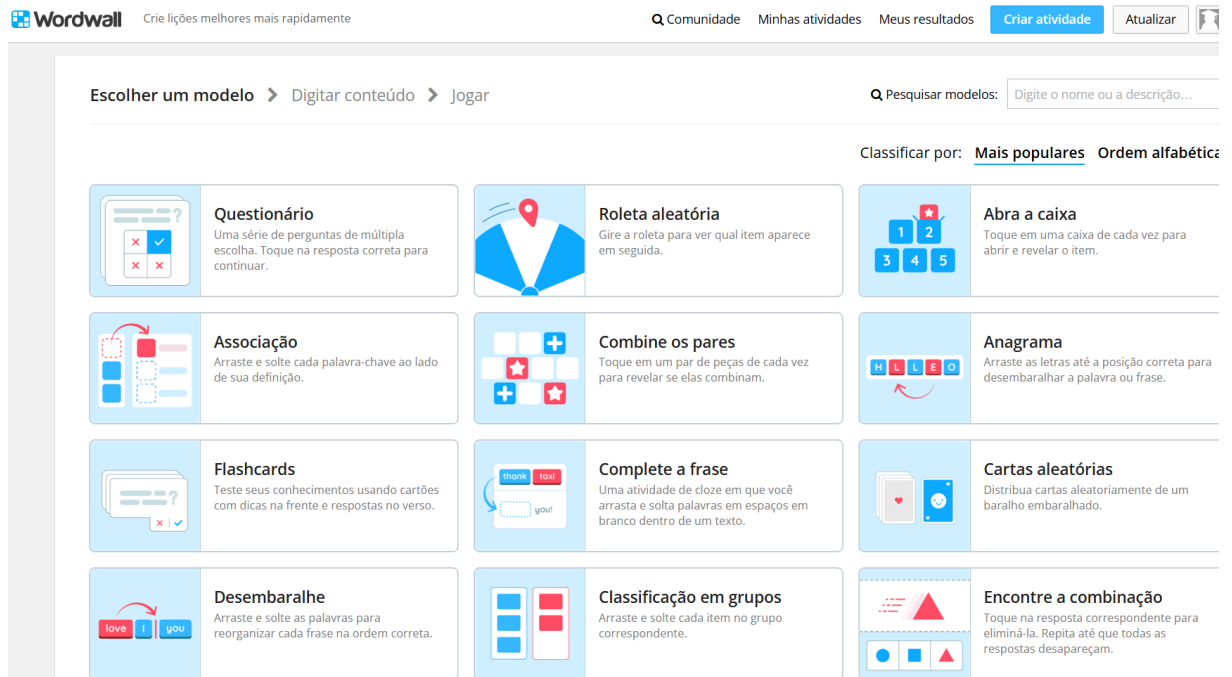 Wordwall Crie lições melhores mais rapidamente Comunidade Minhas atividades Meus resultados Criar atividade Atualizar
Escolher um modelo Digitar conteúdo Jogar Pesquisar modelos: Digite o nome ou a descrição...
Classificar por: Mais populares Ordem alfabética
?
Questionário
Uma série de perguntas de múltipla
escolha. Toque na resposta correta para
continuar.
Roleta aleatória
Gire a roleta para ver qual item aparece
em seguida.
1 2
3 4 5
Abra a caixa
Toque em uma caixa de cada vez para
abrir e revelar o item.
Associação
Arraste e solte cada palavra-chave ao lado
de sua definição.
Combine os pares
Toque em um par de peças de cada vez
para revelar se elas combinam.
H L L E O
Anagrama
Arraste as letras até a posição correta para
desembaralhar a palavra ou frase.
?
Flashcards
Teste seus conhecimentos usando cartões
com dicas na frente e respostas no verso.
thank taxi
you!
Complete a frase
Uma atividade de cloze em que você
arrasta e solta palavras em espaços em
branco dentro de um texto.
Cartas aleatórias
Distribua cartas aleatoriamente de um
baralho embaralhado.
love I you
Desembaralhe
Arraste e solte as palavras para
reorganizar cada frase na ordem correta.
Classificação em grupos
Arraste e solte cada item no grupo
correspondente.
Encontre a combinação
Toque na resposta correspondente para
eliminá-la. Repita até que todas as
respostas desapareçam.